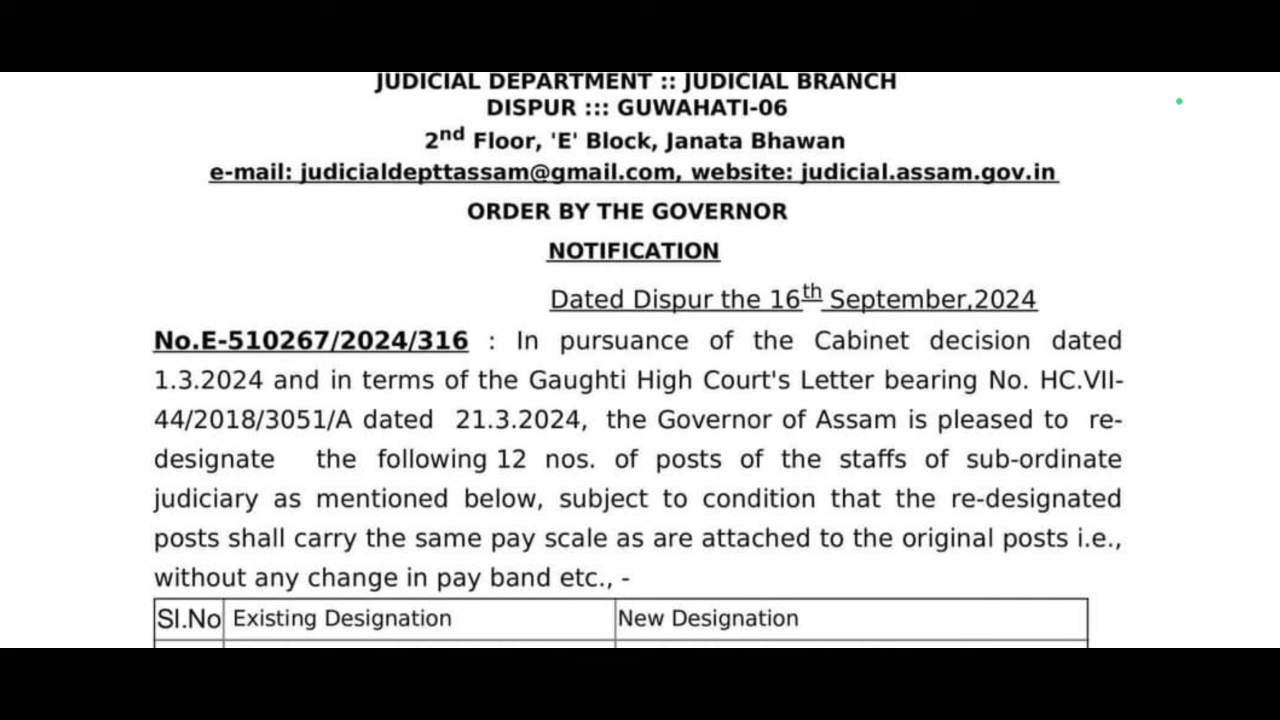 JUDICIAL DEPARTMENT :: JUDICIAL BRANCH
DISPUR ::: GUWAHATI-06
2nd Floor, 'E' Block, Janata Bhawan
e-mail: judicialdepttassam@gmail.com, website: judicial.assam.gov.in
ORDER BY THE GOVERNOR
NOTIFICATION
Dated Dispur the 16th September,2024
No.E-510267/2024/316 : In pursuance of the Cabinet decision dated
1.3.2024 and in terms of the Gaughti High Court's Letter bearing No. HC.VII-
44/2018/3051/A dated 21.3.2024, the Governor of Assam is pleased to re-
designate the following 12 nos. of posts of the staffs of sub-ordinate
judiciary as mentioned below, subject to condition that the re-designated
posts shall carry the same pay scale as are attached to the original posts i.e.,
without any change in pay band etc., -
Sl.No Existing Designation New Designation